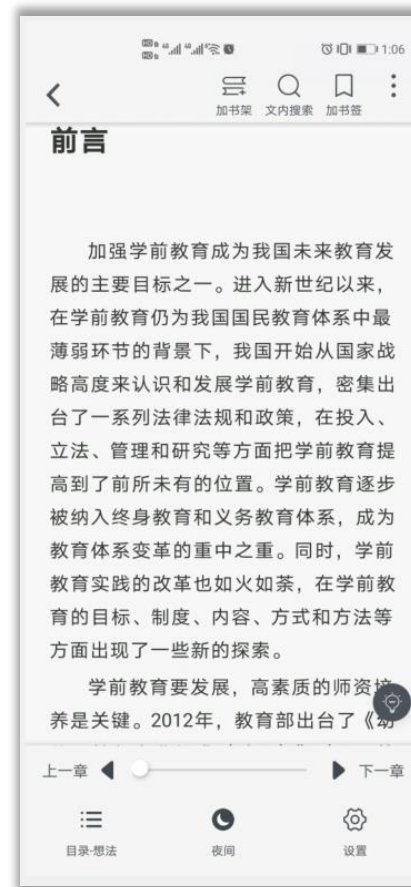 1:06
加书架 文内搜索 加书签
前言
加强学前教育成为我国未来教育发
展的主要目标之一。进入新世纪以来，
在学前教育仍为我国国民教育体系中最
薄弱环节的背景下，我国开始从国家战
略高度来认识和发展学前教育，密集出
台了一系列法律法规和政策，在投入、
立法、管理和研究等方面把学前教育提
高到了前所未有的位置。学前教育逐步
被纳入终身教育和义务教育体系，成为
教育体系变革的重中之重。同时，学前
教育实践的改革也如火如荼，在学前教
育的目标、制度、内容、方式和方法等
方面出现了一些新的探索。
学前教育要发展，高素质的师资培
养是关键。2012年，教育部出台了《幼
上一章 下一章
目录·想法 夜间 设置